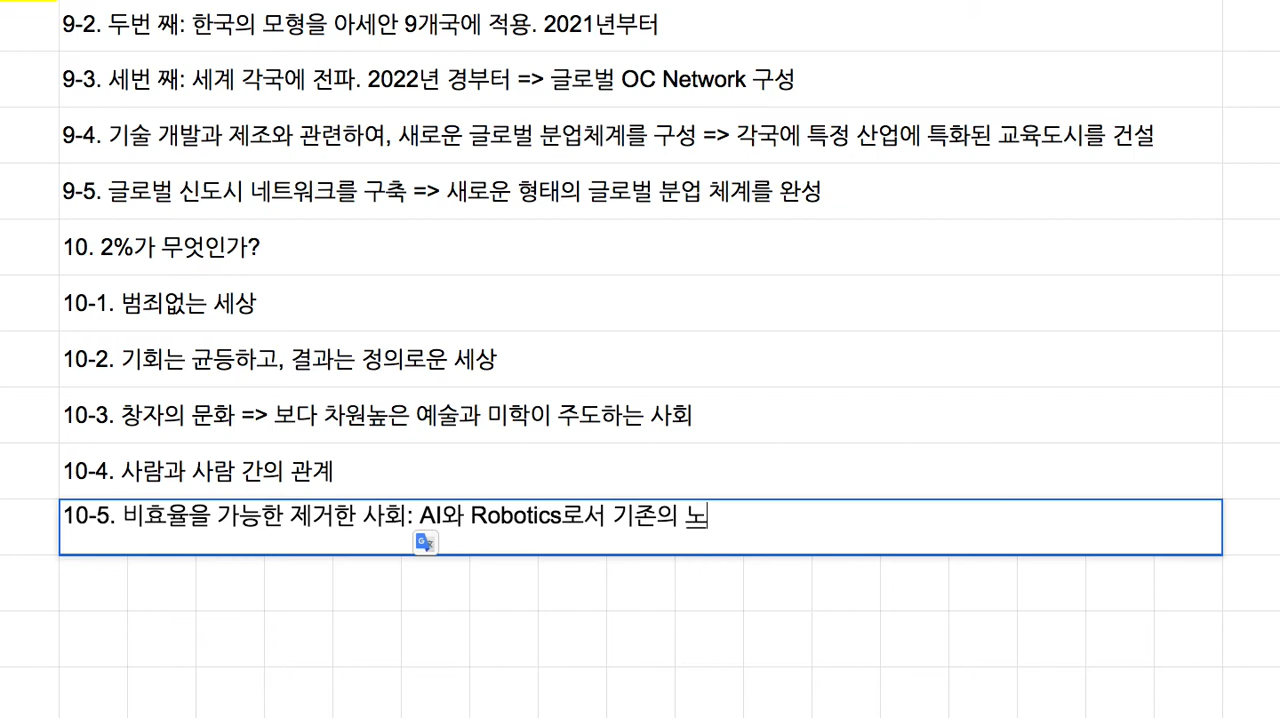 9-2. 두번 째: 한국의 모형을 아세안 9개국에 적용. 2021년부터
9-3. 세번 째: 세계 각국에 전파. 2022년 경부터 => 글로벌 OC Network 구성
9-4. 기술 개발과 제조와 관련하여, 새로운 글로벌 분업체계를 구성 => 각국에 특정 산업에 특화된 교육도시를 건설
9-5. 글로벌 신도시 네트워크를 구축 => 새로운 형태의 글로벌 분업 체계를 완성
10. 2%가 무엇인가?
10-1. 범죄없는 세상
10-2. 기회는 균등하고, 결과는 정의로운 세상
10-3. 창자의 문화 => 보다 차원높은 예술과 미학이 주도하는 사회
10-4. 사람과 사람 간의 관계
10-5. 비효율을 가능한 제거한 사회: AI와 Robotics로서 기존의 노